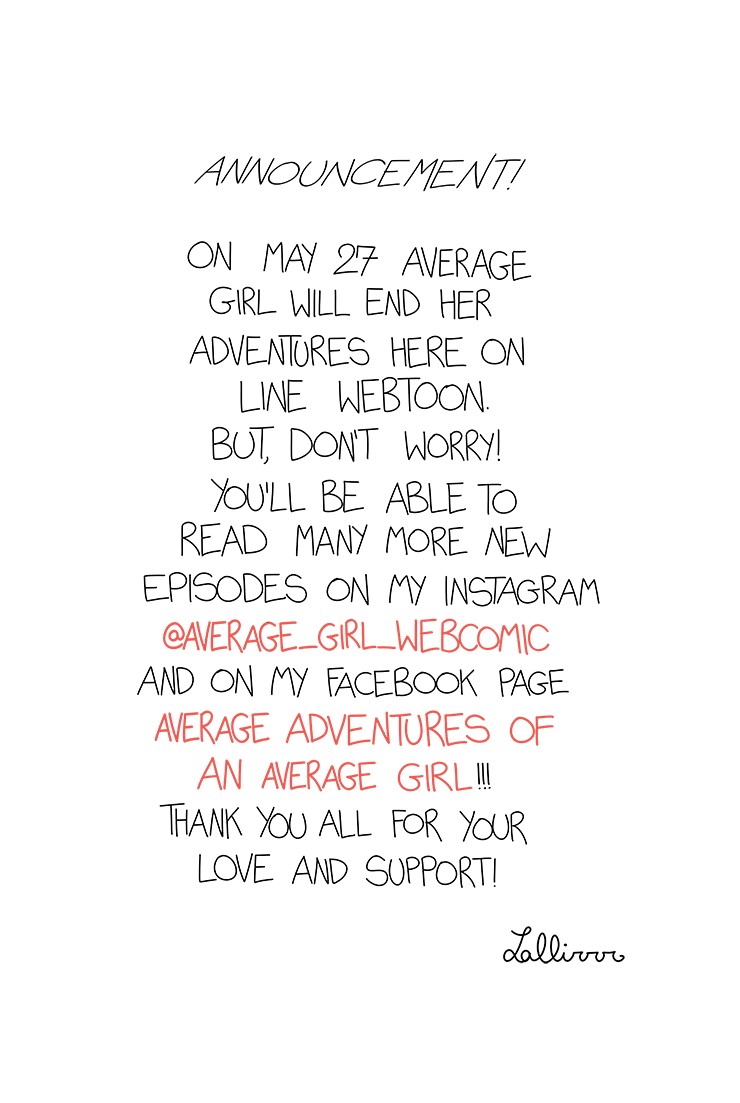 ANNOUNCEMENT!
ON MAY 27 AVERAGE
GIRL WILL END HER
ADVENTURES HERE ON
LINE WEBTOON.
BUT, DON'T WORRY!
YOU'LL BE ABLE TO
READ MANY MORE NEW
EPISODES ON MY INSTAGRAM
@AVERAGE_GIRL_WEBCOMIC
AND ON MY FACEBOOK PAGE
AVERAGE ADVENTURES OF
AN AVERAGE GIRL!!!
THANK YOU ALL FOR YOUR
LOVE AND SUPPORT!
Lallirrr